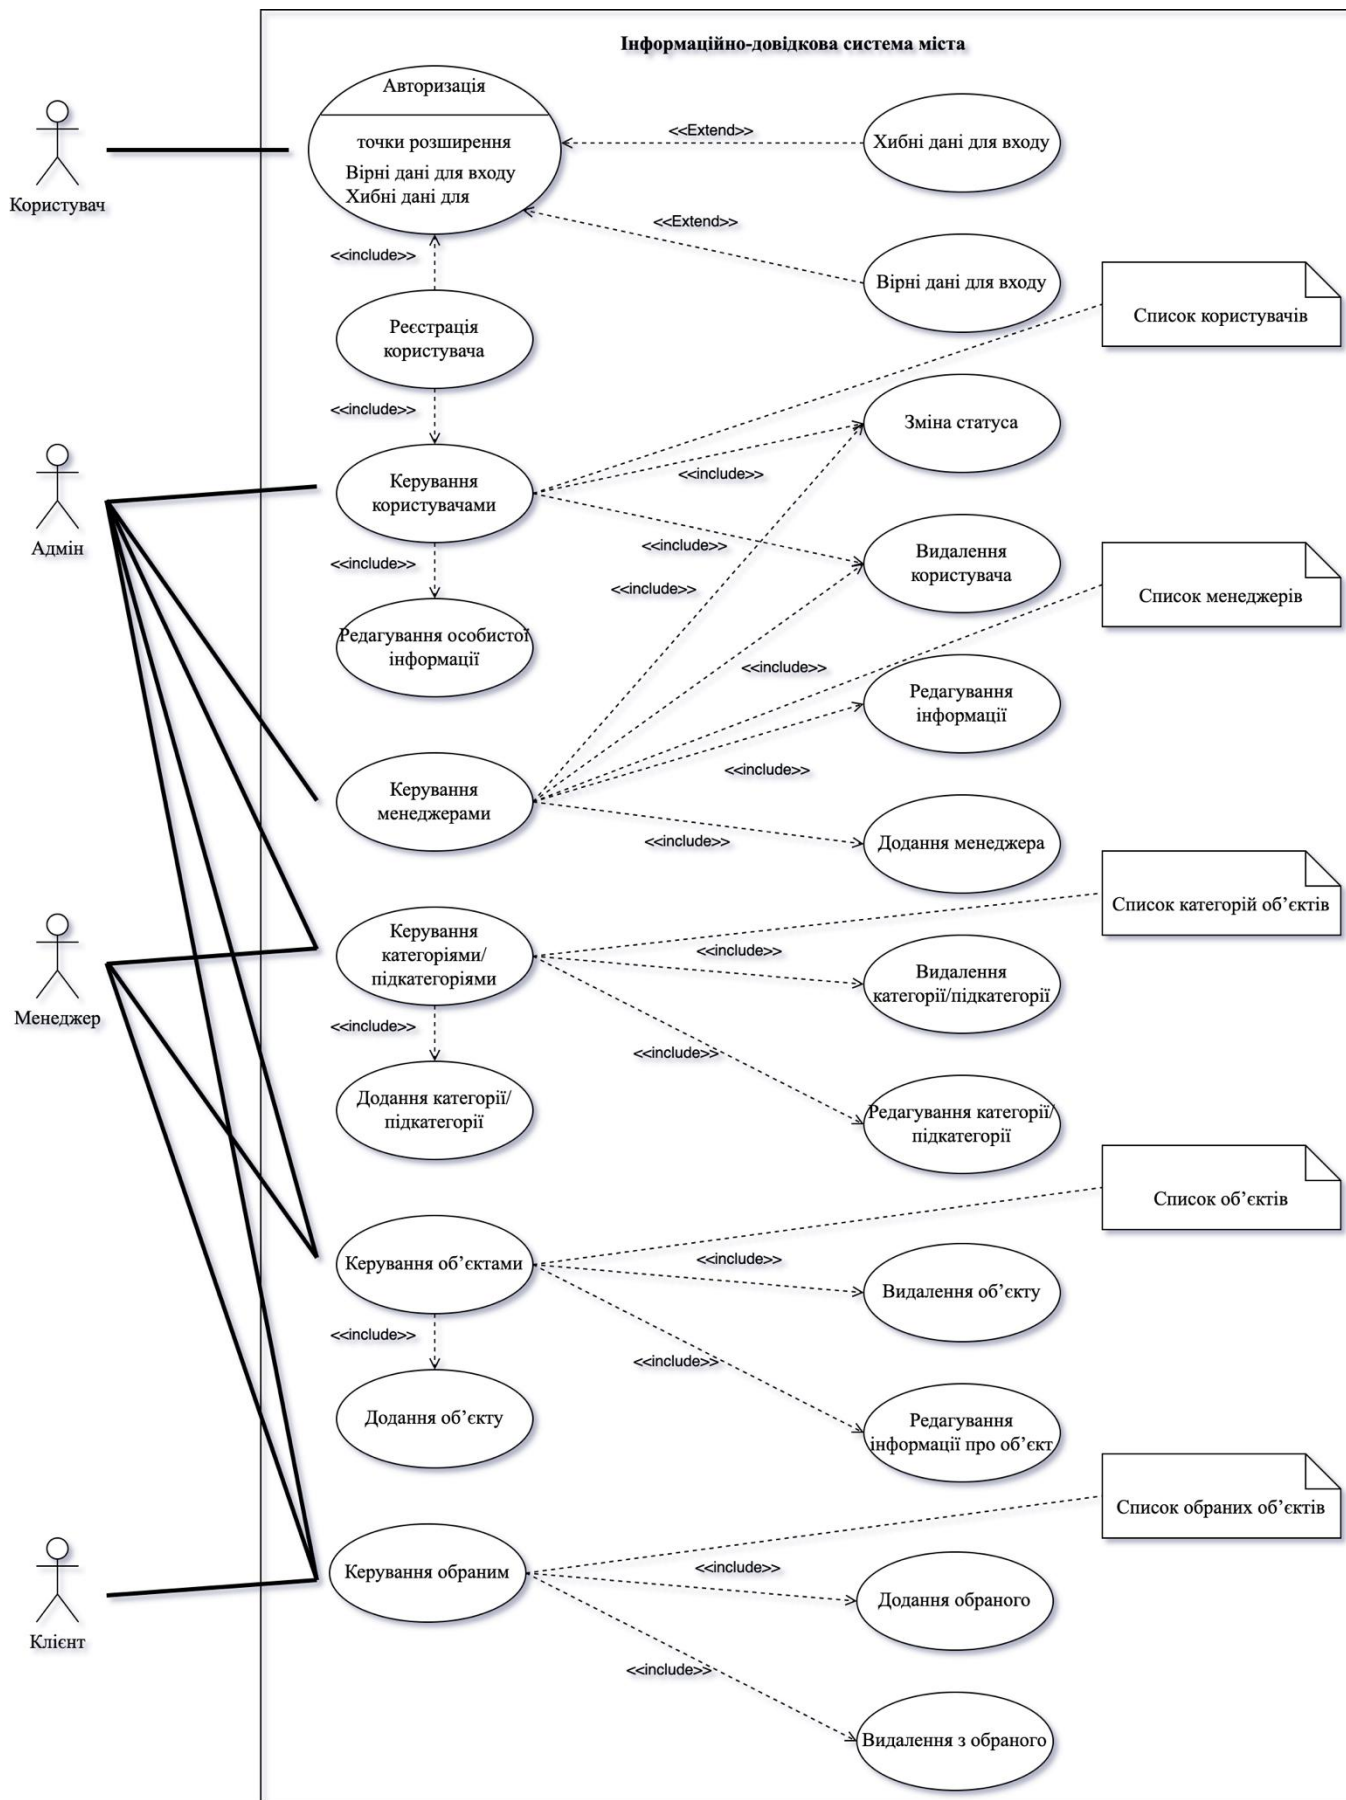 Інформаційно-довідкова система міста
Авторизація
точки розширення
Вірні дані для входу
Хибні дані для
<<Extend>>
Хибні дані для входу
Користувач
<<Extend>>
<<include>>
Вірні дані для входу
Список користувачів
Реєстрація
користувача
<<include>>
Зміна статуса
<<include>>
Адмін
Керування
користувачами
<<include>>
<<include>>
<<include>>
Видалення
користувача
Список менеджерів
Редагування особистої
інформації
<<include>>
Редагування
інформації
<<include>>
Керування
менеджерами
<<include>>
Додання менеджера
Список категорій об’єктів
Менеджер
Керування
категоріями/
підкатегоріями
<<include>>
Видалення
категорії/підкатегорії
<<include>>
<<include>>
Додання категорії/
підкатегорії
Редагування категорії/
підкатегорії
Список об’єктів
Керування об’єктами
<<include>>
Видалення об’єкту
<<include>>
<<include>>
Додання об’єкту
Редагування
інформації про об’єкт
Список обраних об’єктів
Клієнт
Керування обраним
<<include>>
Додання обраного
<<include>>
Видалення з обраного